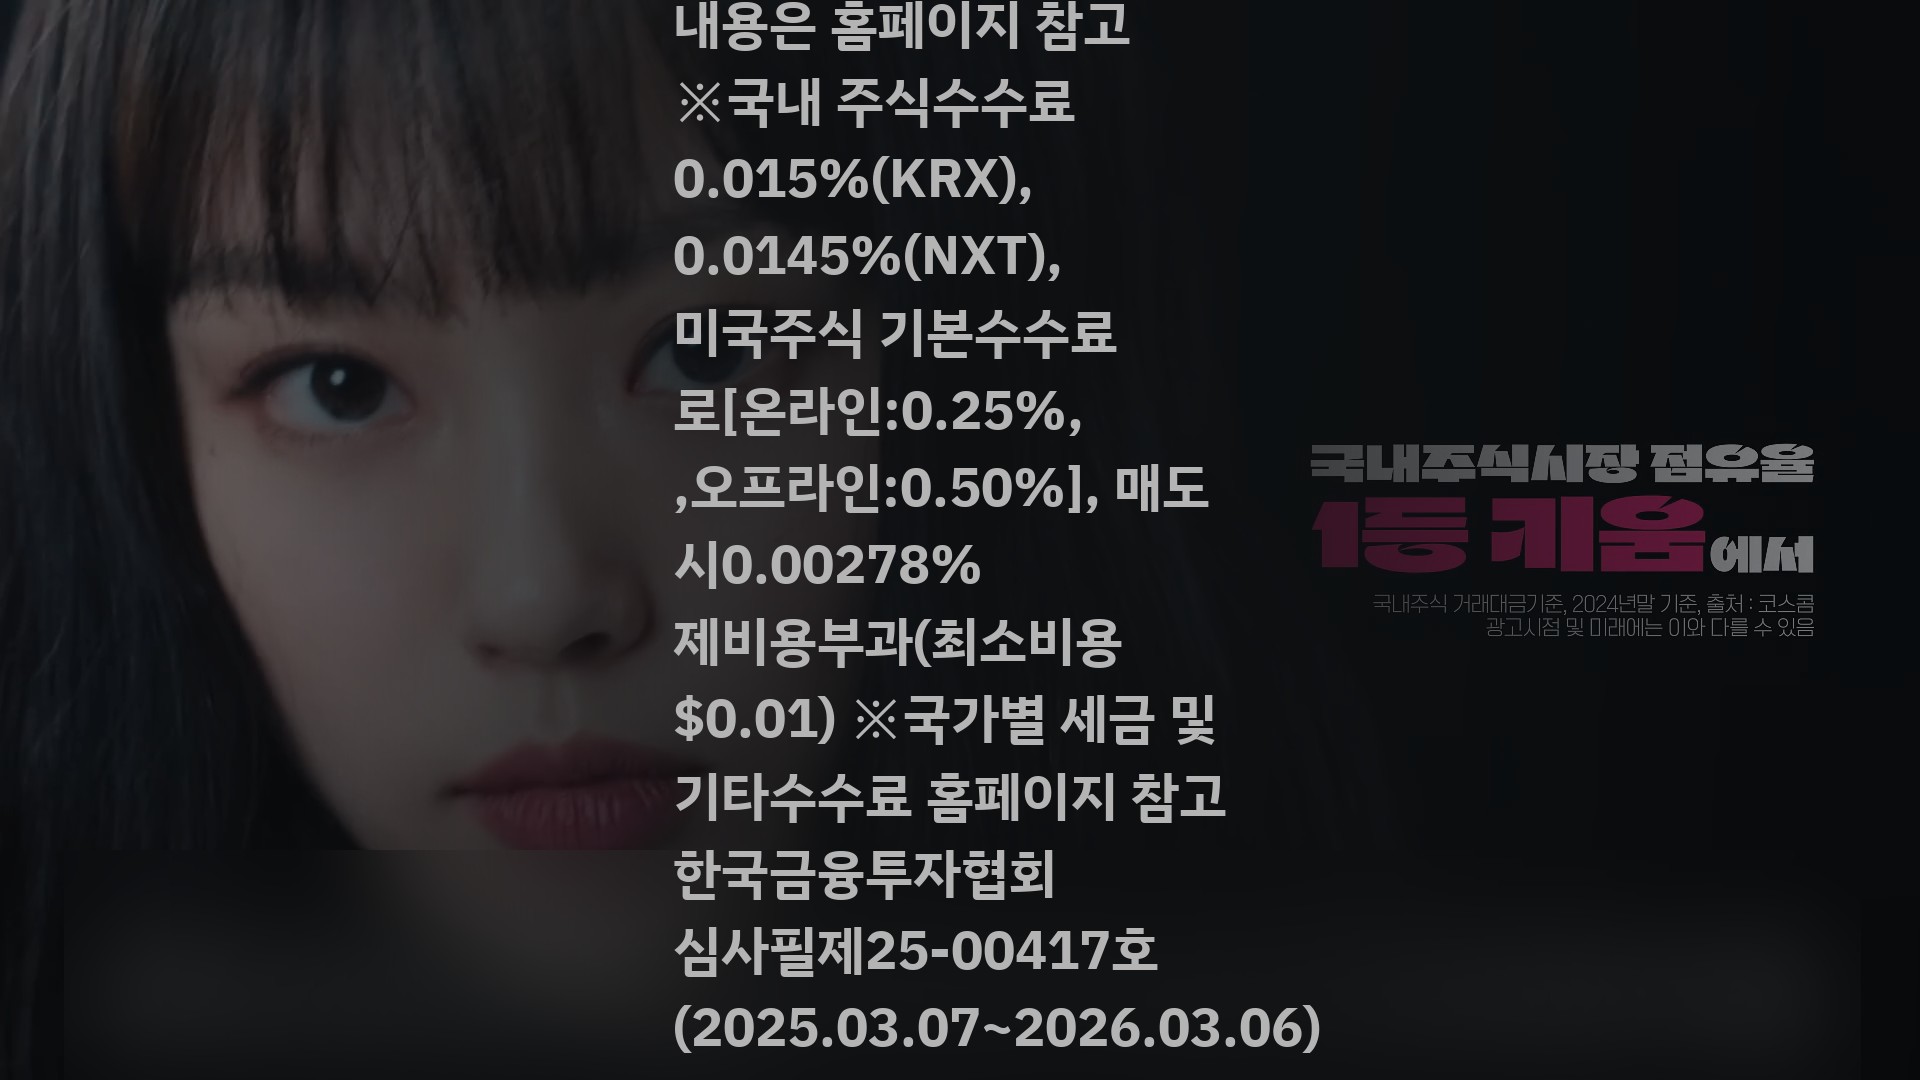 내용은 홈페이지 참고
※국내 주식수수료
0.015%(KRX),
0.0145%(NXT),
미국주식 기본수수료
로[온라인:0.25%,
,오프라인:0.50%], 매도
시0.00278%
제비용부과(최소비용
$0.01) ※국가별 세금 및
기타수수료 홈페이지 참고
한국금융투자협회
심사필제25-00417호
(2025.03.07~2026.03.06)
국내주식시장 점유율
1등 키움에서
국내주식 거래대금기준, 2024년말 기준, 출처 : 코스콤
광고시점 및 미래에는 이와 다를 수 있음